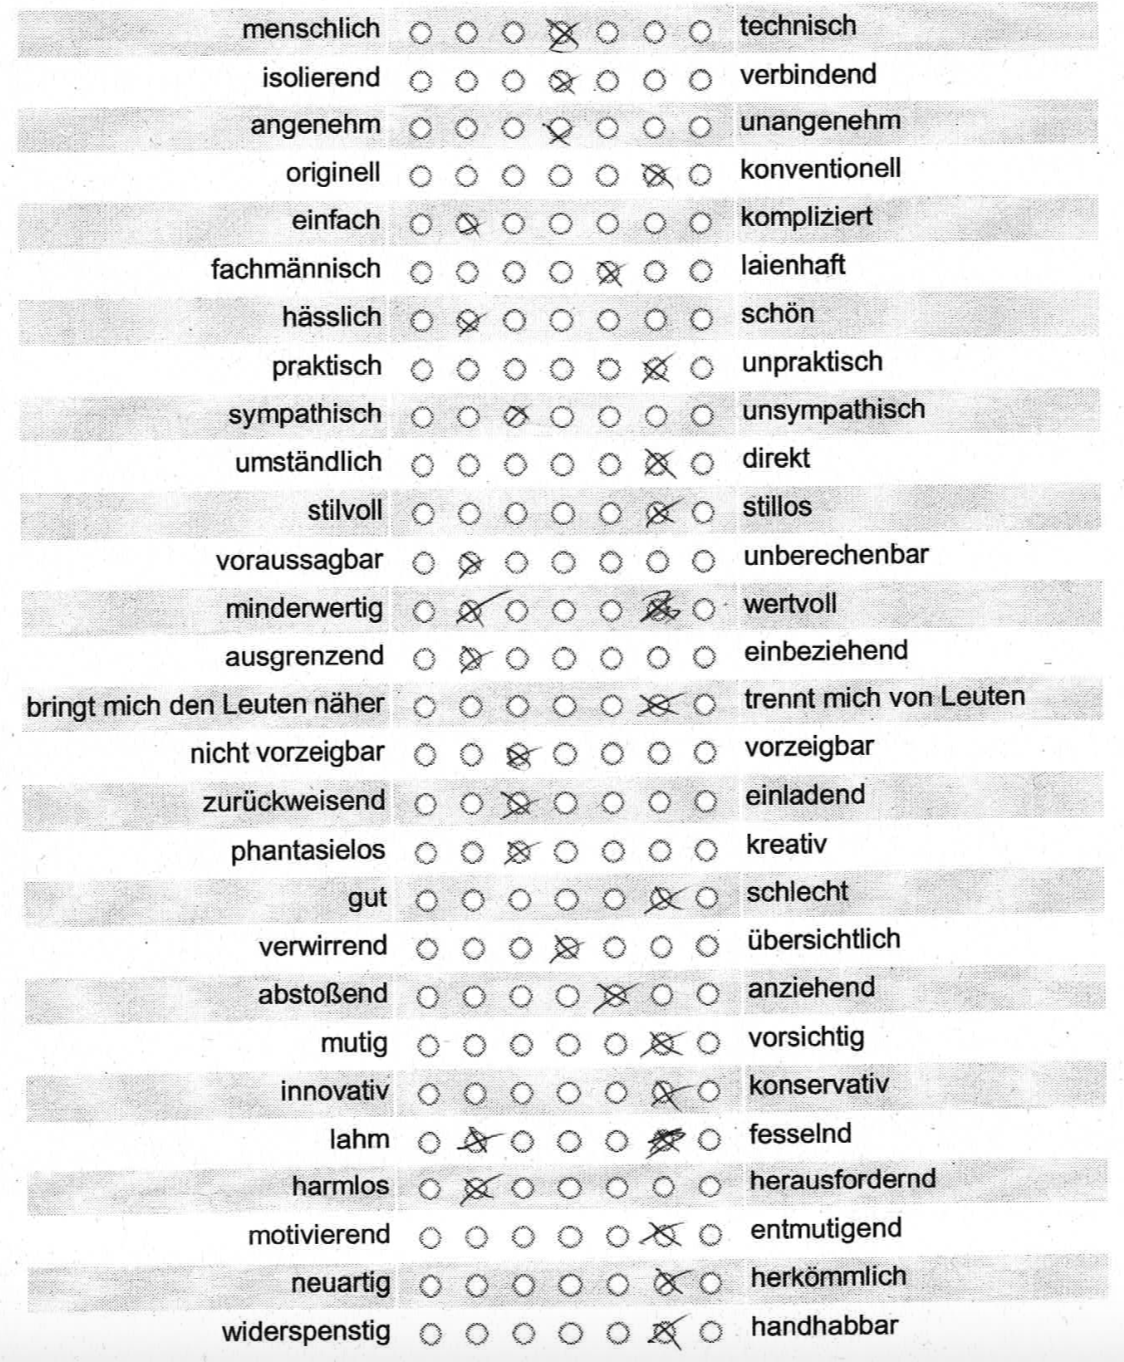 menschlich technisch
isolierend verbindend
angenehm unangenehm
originell konventionell
einfach kompliziert
fachmännisch laienhaft
hässlich schön
praktisch unpraktisch
sympathisch unsympathisch
umständlich direkt
stilvoll stillos
voraussagbar unberechenbar
minderwertig wertvoll
ausgrenzend einbeziehend
bringt mich den Leuten näher trennt mich von Leuten
nicht vorzeigbar vorzeigbar
zurückweisend einladend
phantasielos kreativ
gut schlecht
verwirrend übersichtlich
abstoßend anziehend
mutig vorsichtig
innovativ konservativ
lahm fesselnd
harmlos herausfordernd
motivierend entmutigend
neuartig herkömmlich
widerspenstig handhabbar